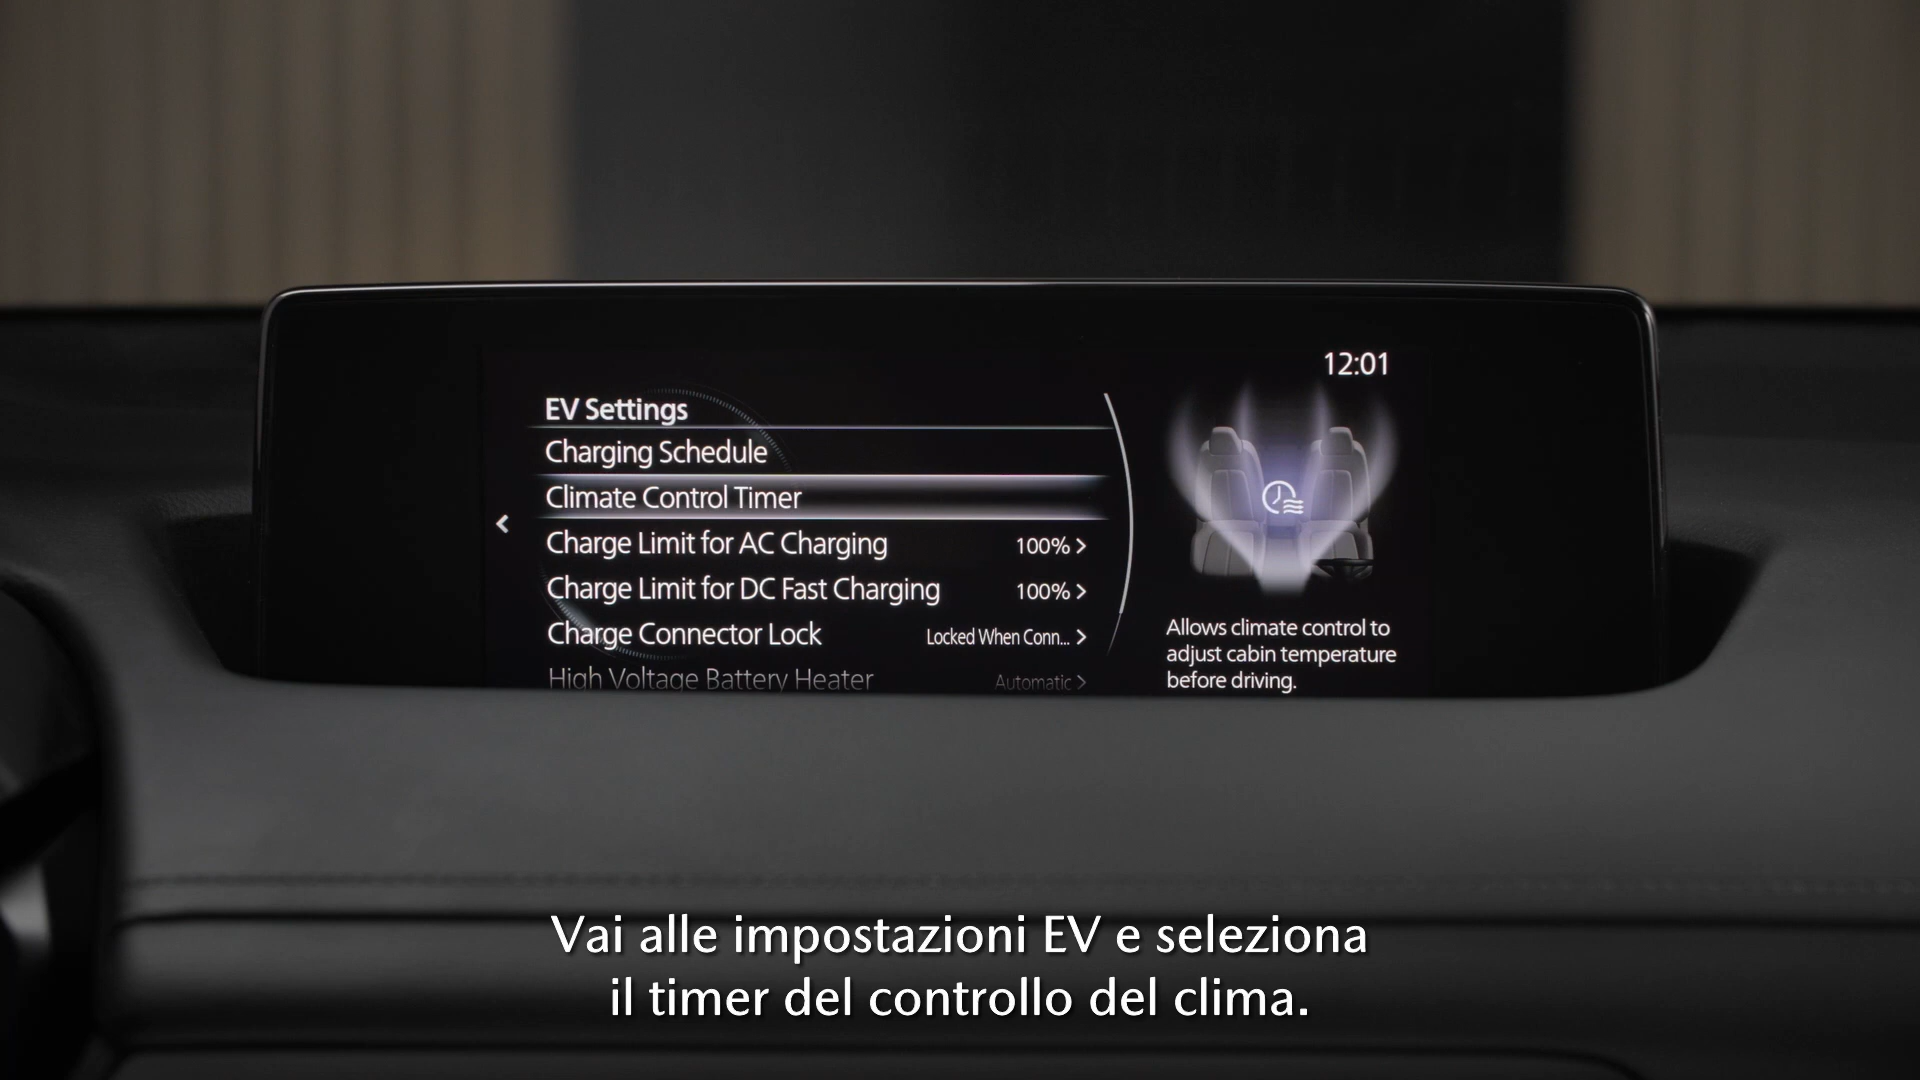 12:01
EV Settings
Charging Schedule
Climate Control Timer
Charge Limit for AC Charging 100% >
Charge Limit for DC Fast Charging 100% >
Charge Connector Lock Locked When Conn... >
High Voltage Battery Heater Automatic >
Allows climate control to
adjust cabin temperature
before driving.
Vai alle impostazioni EV e seleziona
il timer del controllo del clima.